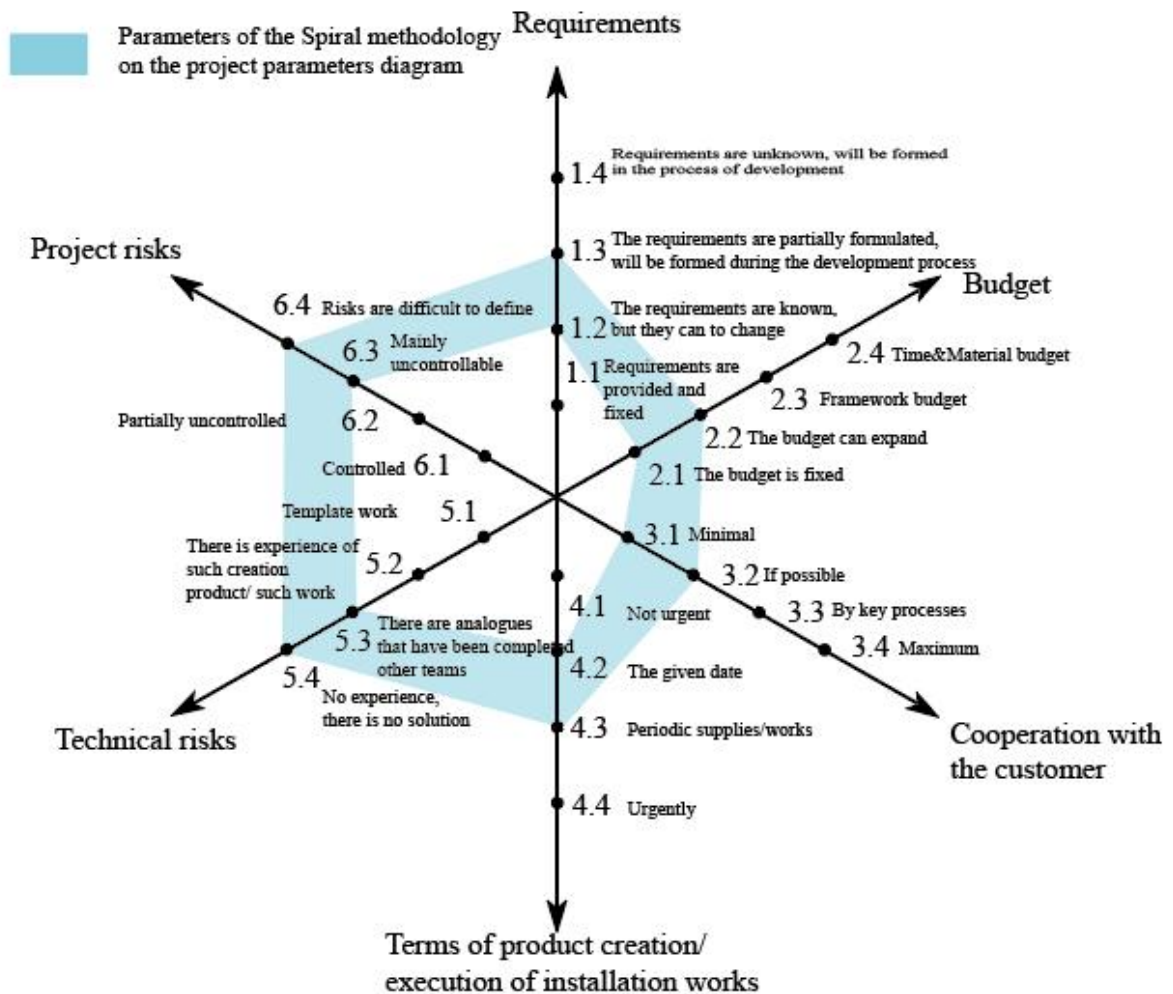 Parameters of the Spiral methodology
on the project parameters diagram
Requirements
1.4 Requirements are unknown, will be formed
in the process of development
1.3 The requirements are partially formulated,
will be formed during the development process
1.2 The requirements are known,
but they can to change
1.1 Requirements are
provided and
fixed
Budget
2.4 Time&Material budget
2.3 Framework budget
2.2 The budget can expand
2.1 The budget is fixed
3.1 Minimal
3.2 If possible
3.3 By key processes
3.4 Maximum
Cooperation with
the customer
4.1 Not urgent
4.2 The given date
4.3 Periodic supplies/works
4.4 Urgently
Terms of product creation/
execution of installation works
Template work 5.1
There is experience of
such creation
product/ such work
5.2
5.3 There are analogues
that have been completed
other teams
5.4 No experience,
there is no solution
Technical risks
Project risks
6.4 Risks are difficult to define
6.3 Mainly
uncontrollable
Partially uncontrolled 6.2
Controlled 6.1